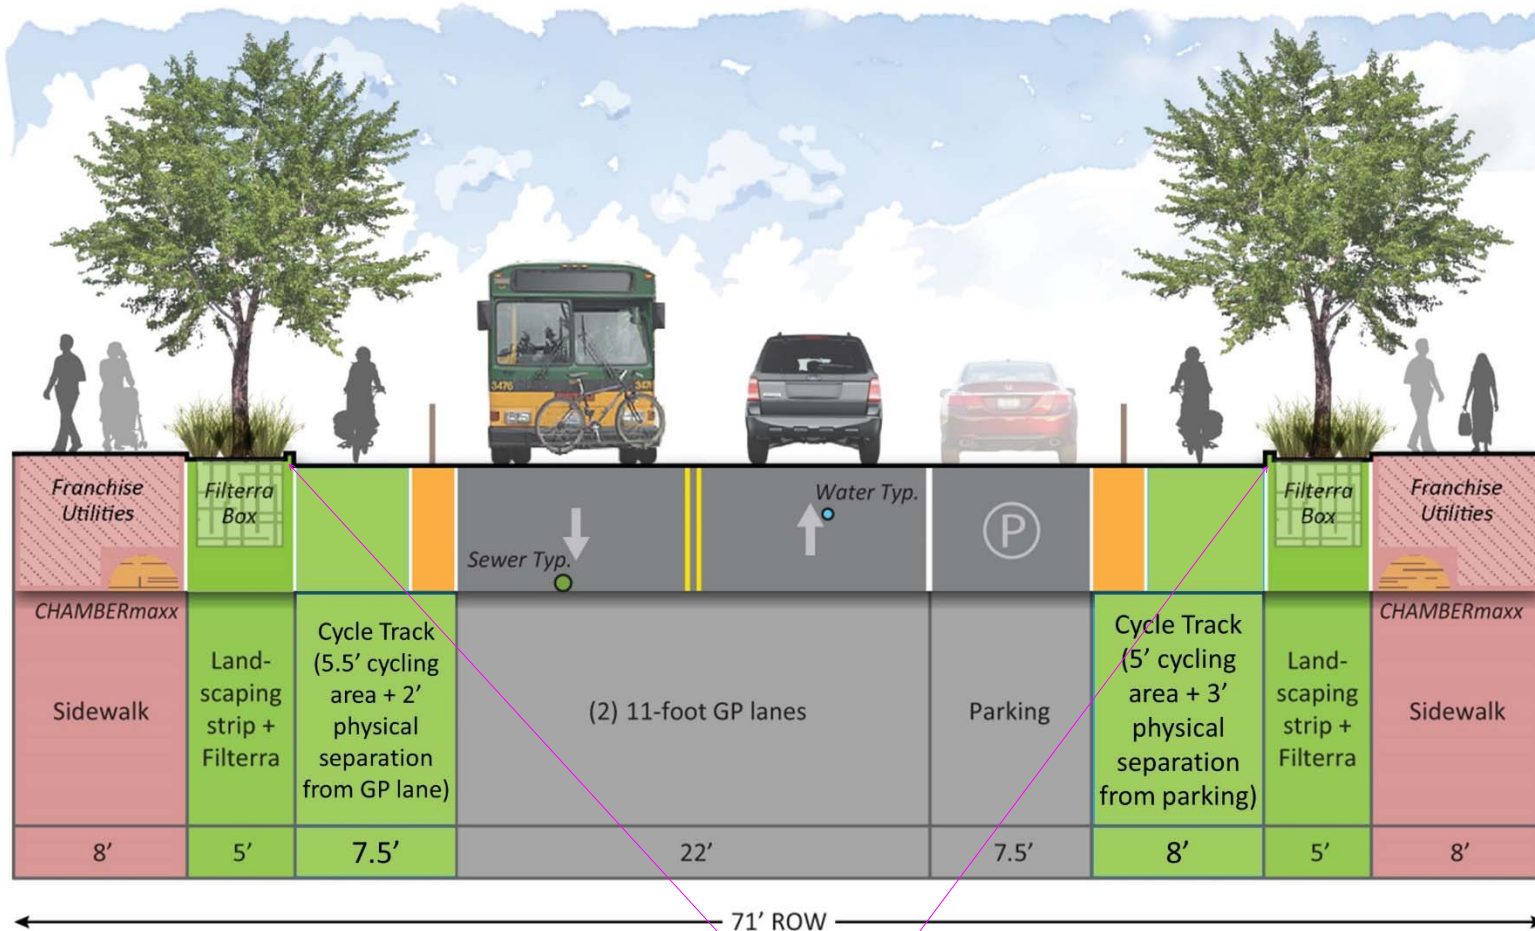 3476
3476
Franchise
Utilities
Filterra
Box
Sewer Typ.
Water Typ.
P
Filterra
Box
Franchise
Utilities
CHAMBERmaxx
CHAMBERmaxx
Sidewalk
Land-
scaping
strip +
Filterra
Cycle Track
(5.5’ cycling
area + 2’
physical
separation
from GP lane)
(2) 11-foot GP lanes
Parking
Cycle Track
(5’ cycling
area + 3’
physical
separation
from parking)
Land-
scaping
strip +
Filterra
Sidewalk
8’
5’
7.5’
22’
7.5’
8’
5’
8’
71’ ROW